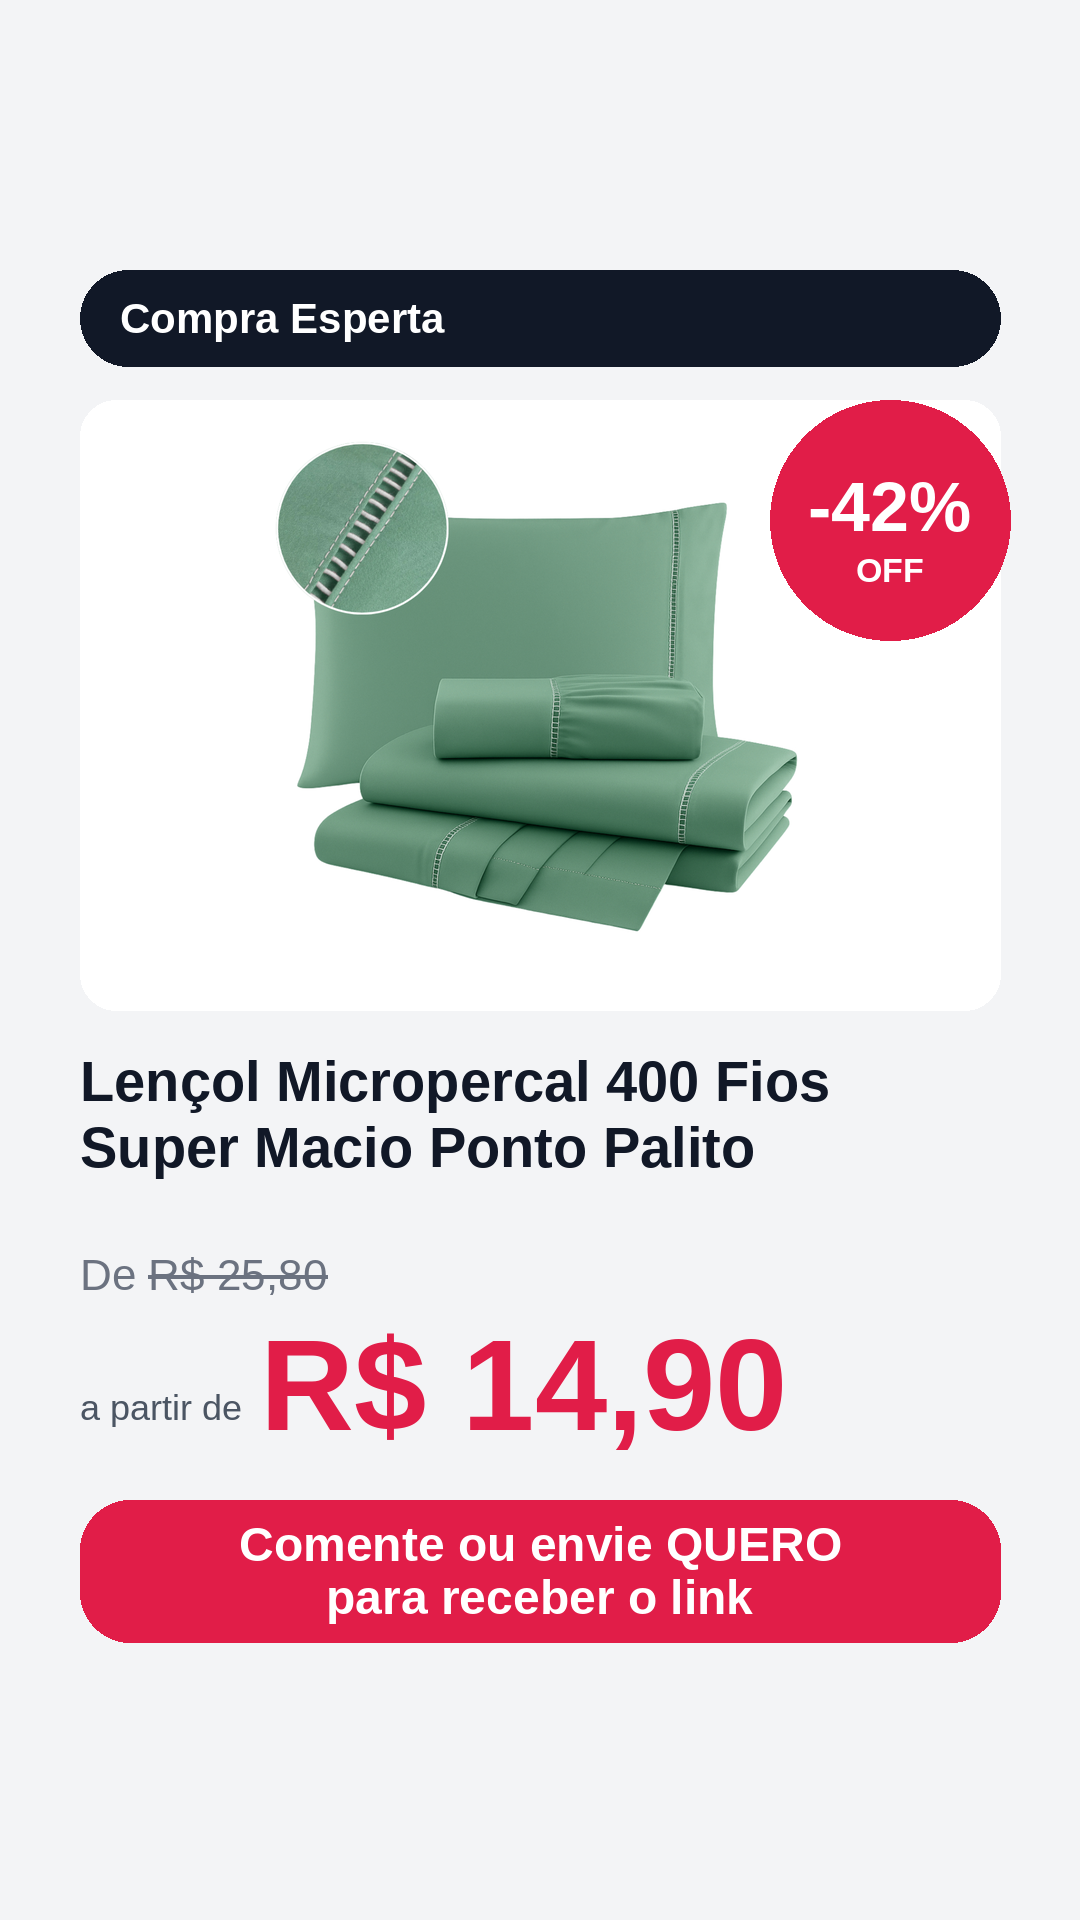 Compra Esperta
-42%
OFF
Lençol Micropercal 400 Fios
Super Macio Ponto Palito
De R$ 25,80
a partir de R$ 14,90
Comente ou envie QUERO
para receber o link